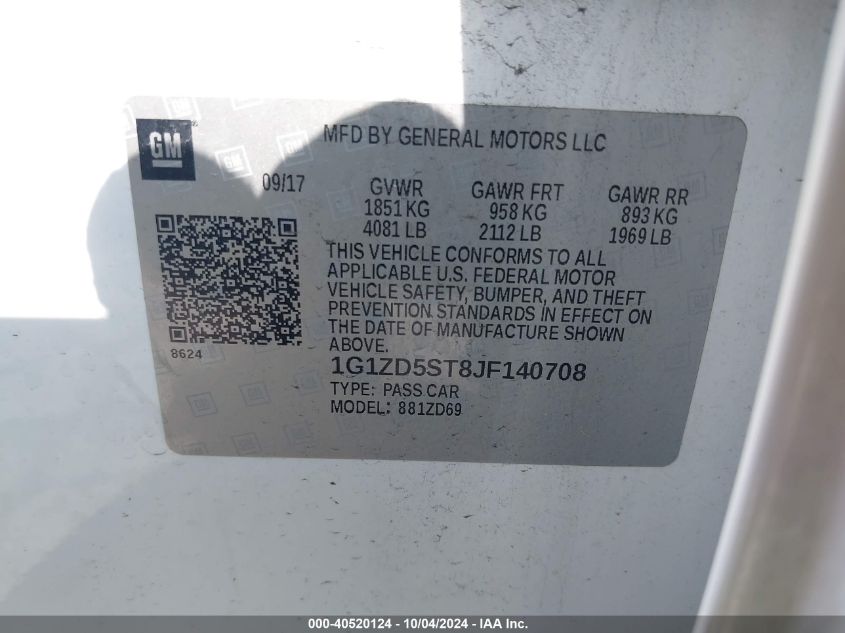 GM
MFD BY GENERAL MOTORS LLC
09/17
GVWR GAWR FRT GAWR RR
1851 KG 958 KG 893 KG
4081 LB 2112 LB 1969 LB
THIS VEHICLE CONFORMS TO ALL
APPLICABLE U.S. FEDERAL MOTOR
VEHICLE SAFETY, BUMPER, AND THEFT
PREVENTION STANDARDS IN EFFECT ON
THE DATE OF MANUFACTURE SHOWN
ABOVE.
8624
1G1ZD5ST8JF140708
TYPE: PASS CAR
MODEL: 881ZD69
000-40520124 - 10/04/2024 - IAA Inc.